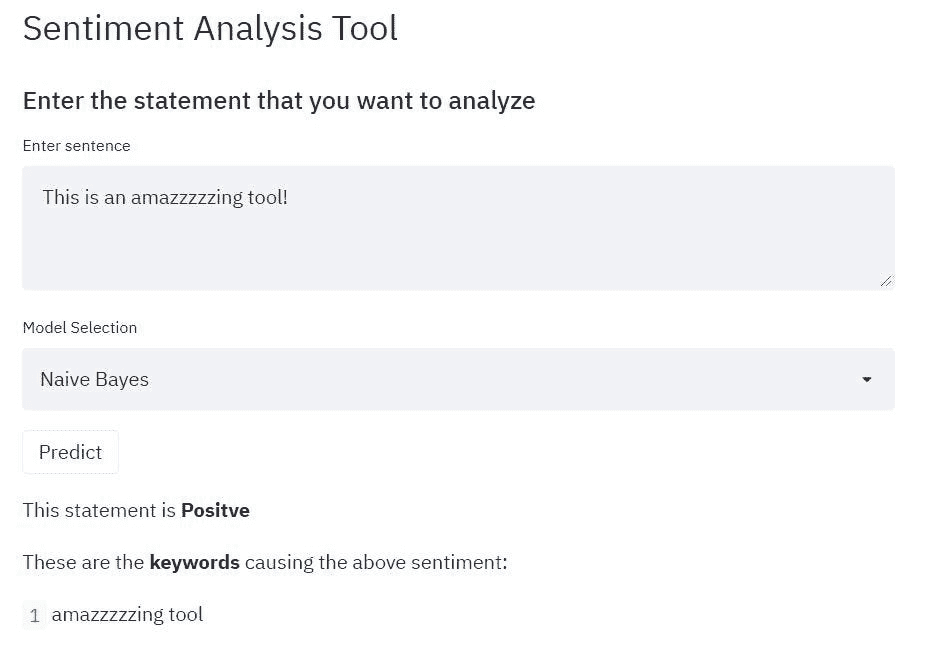 Sentiment Analysis Tool
Enter the statement that you want to analyze
Enter sentence
This is an amazzzzzing tool!
Model Selection
Naive Bayes
Predict
This statement is Positve
These are the keywords causing the above sentiment:
1 amazzzzzing tool